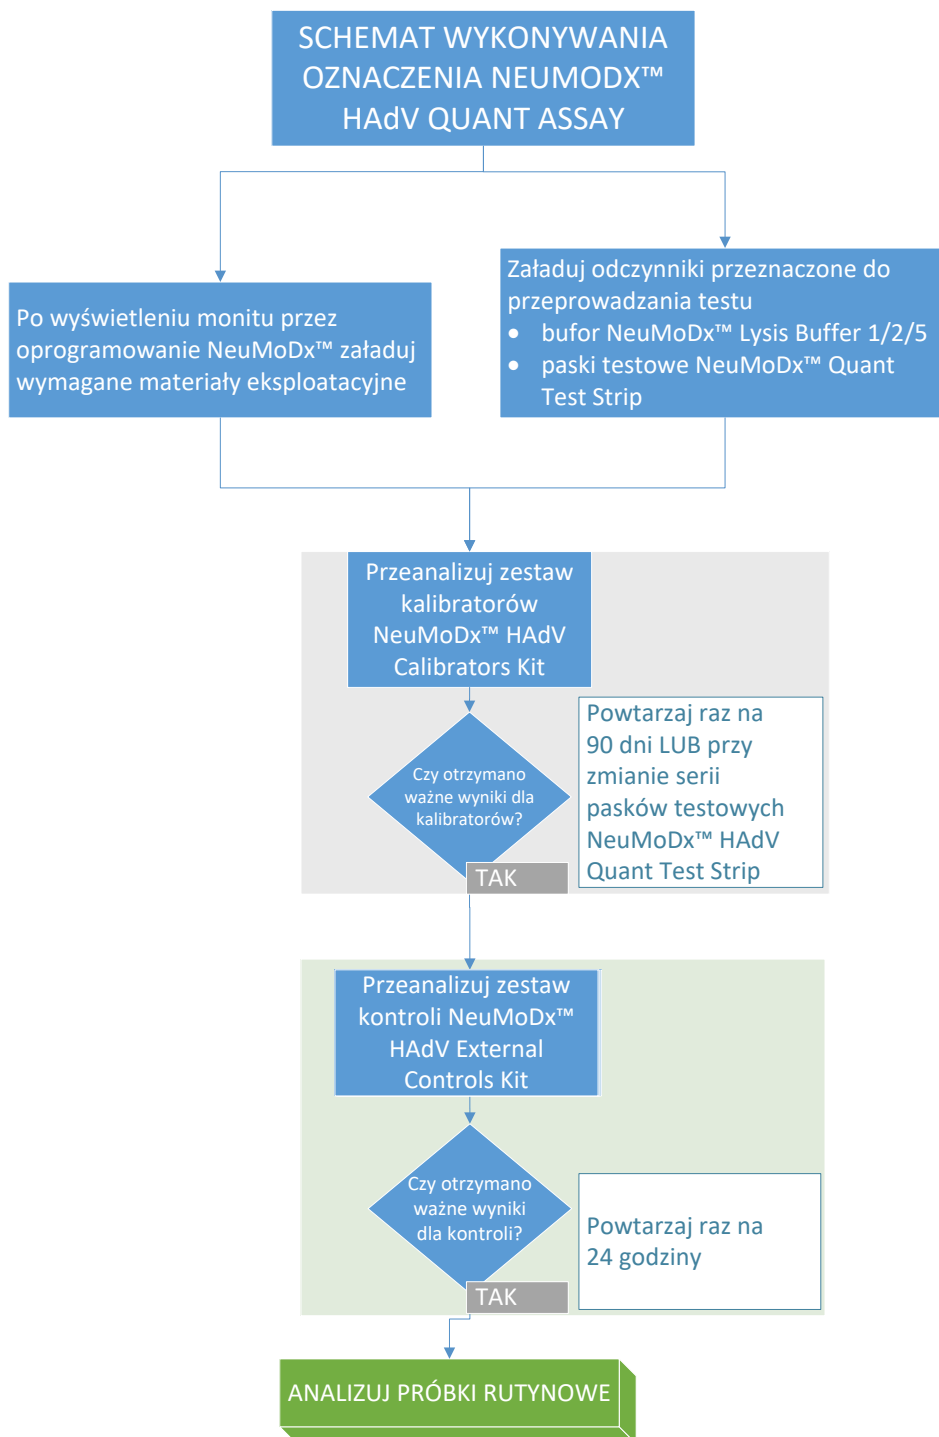 SCHEMAT WYKONYWANIA
OZNACZENIA NEUMODX™
HAdV QUANT ASSAY
Po wyświetleniu monitu przez
oprogramowanie NeuMoDx™ załaduj
wymagane materiały eksploatacyjne
Załaduj odczynniki przeznaczone do
przeprowadzania testu
• bufor NeuMoDx™ Lysis Buffer 1/2/5
• paski testowe NeuMoDx™ Quant
Test Strip
Przeanalizuj zestaw
kalibratorów
NeuMoDx™ HAdV
Calibrators Kit
Czy otrzymano
ważne wyniki dla
kalibratorów?
TAK
Powtarzaj raz na
90 dni LUB przy
zmianie serii
pasków testowych
NeuMoDx™ HAdV
Quant Test Strip
Przeanalizuj zestaw
kontroli NeuMoDx™
HAdV External
Controls Kit
Czy otrzymano
ważne wyniki
dla kontroli?
TAK
Powtarzaj raz na
24 godziny
ANALIZUJ PRÓBKI RUTYNOWE